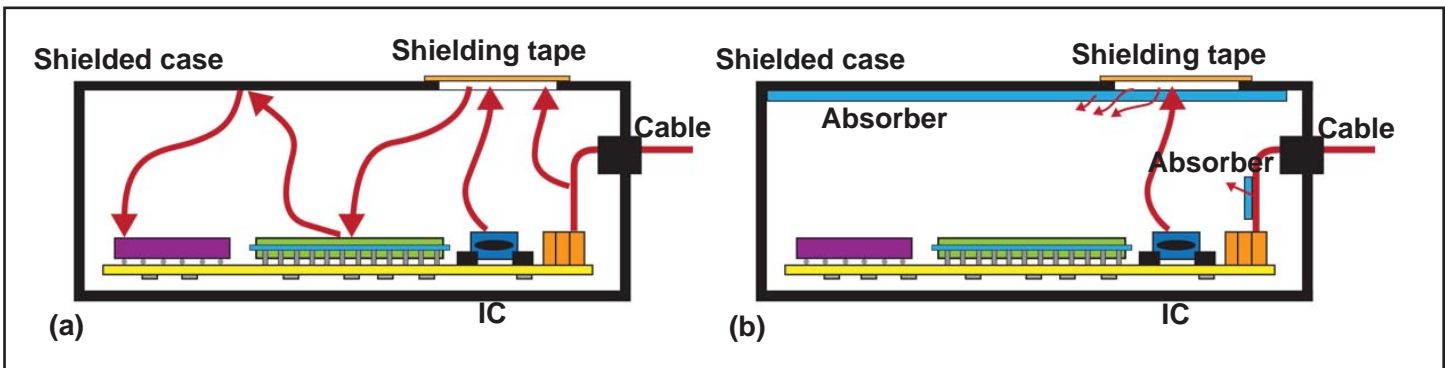 Shielded case
Shielding tape
Cable
IC
(a)
Shielded case
Shielding tape
Absorber
Cable
Absorber
IC
(b)